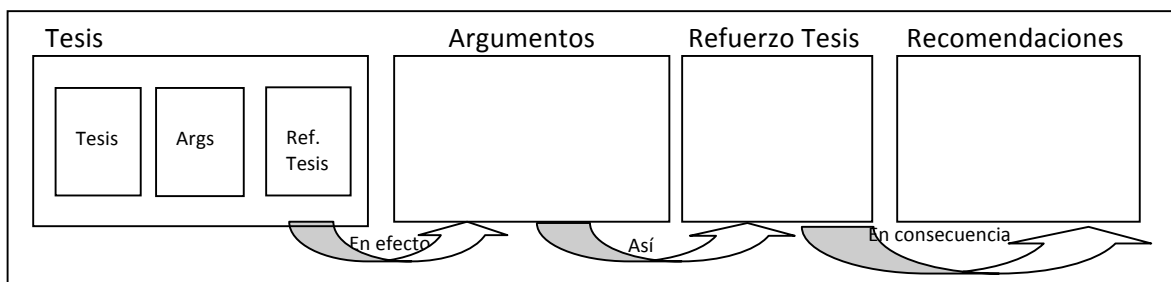 Tesis
Argumentos
Refuerzo Tesis
Recomendaciones
Tesis
Args
Ref.
Tesis
En efecto
Así
En consecuencia